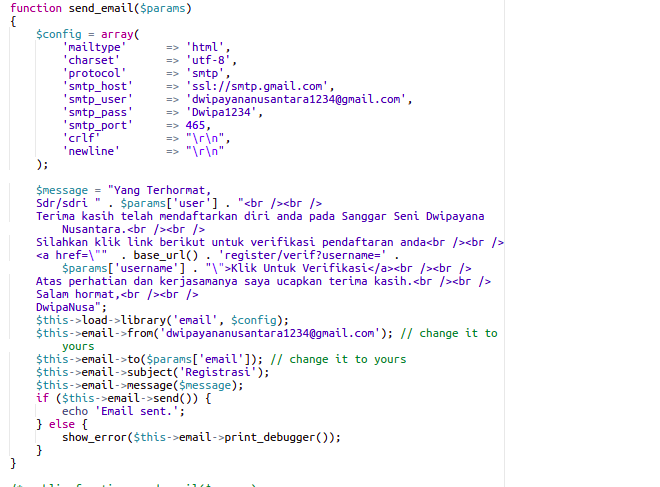 function send_email($params)
{
$config = array(
'mailtype' => 'html',
'charset' => 'utf-8',
'protocol' => 'smtp',
'smtp_host' => 'ssl://smtp.gmail.com',
'smtp_user' => 'dwipayananusantara1234@gmail.com',
'smtp_pass' => 'Dwipa1234',
'smtp_port' => 465,
'crlf' => "\r\n",
'newline' => "\r\n"
);
$message = "Yang Terhormat,
Sdr/sdri " . $params['user'] . "<br /><br />
Terima kasih telah mendaftarkan diri anda pada Sanggar Seni Dwipayana
Nusantara.<br /><br />
Silahkan klik link berikut untuk verifikasi pendaftaran anda<br /><br />
<a href=\"" . base_url() . 'register/verif?username=' .
$params['username'] . "\">Klik Untuk Verifikasi</a><br /><br />
Atas perhatian dan kerjasamanya saya ucapkan terima kasih.<br /><br />
Salam hormat,<br /><br />
DwipaNusa";
$this->load->library('email', $config);
$this->email->from('dwipayananusantara1234@gmail.com'); // change it to
yours
$this->email->to($params['email']); // change it to yours
$this->email->subject('Registrasi');
$this->email->message($message);
if ($this->email->send()) {
echo 'Email sent.';
} else {
show_error($this->email->print_debugger());
}
}